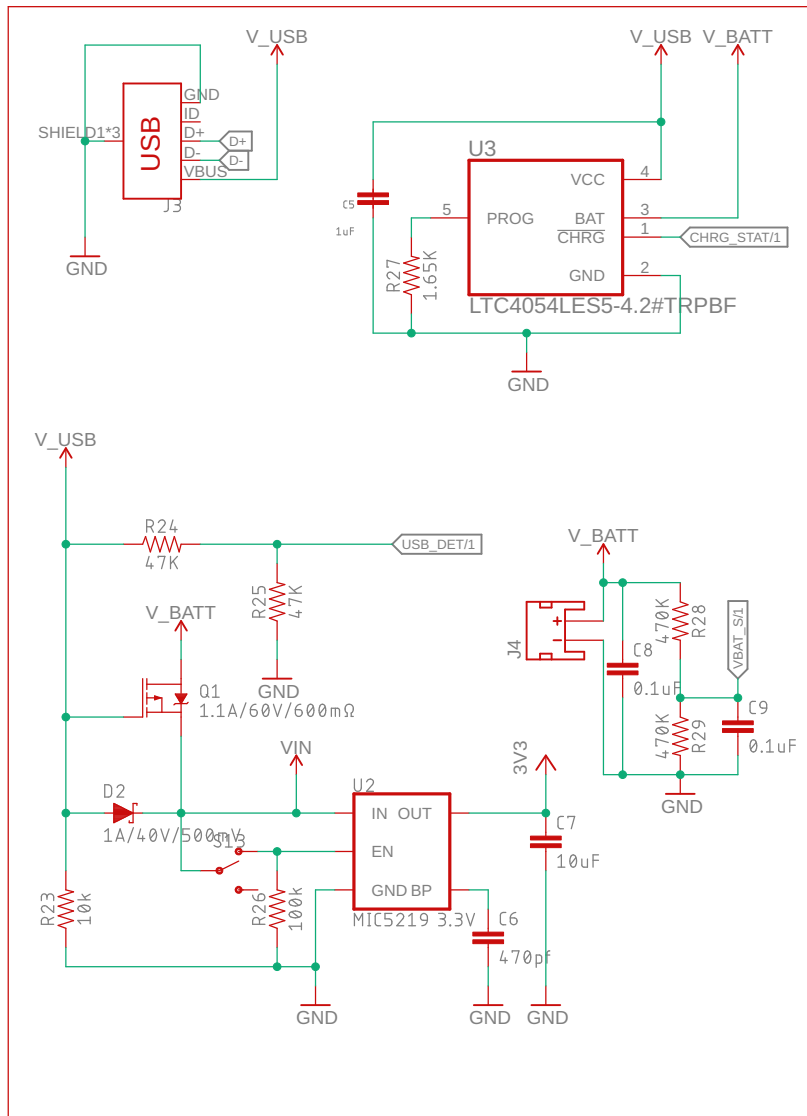 V_USB
GND
ID
SHIELD1*3
USB
D+
D+
D-
D-
VBUS
J3
GND
V_USB
V_BATT
U3
C5
1uF
VCC
4
5
PROG
BAT
3
CHRG
1
CHRG_STAT/1
R27
1.65K
GND
2
LTC4054LES5-4.2#TRPBF
GND
V_USB
R24
47K
USB_DET/1
R25
47K
GND
V_BATT
Q1
1.1A/60V/600mΩ
V_BATT
J4
+
-
C8
0.1uF
470K
R28
VBAT_S/1
470K
R29
C9
0.1uF
GND
VIN
3V3
D2
1A/40V/500mV
S13
U2
IN OUT
EN
GND BP
MIC5219 3.3V
C7
10uF
R23
10k
R26
100k
C6
470pf
GND
GND
GND